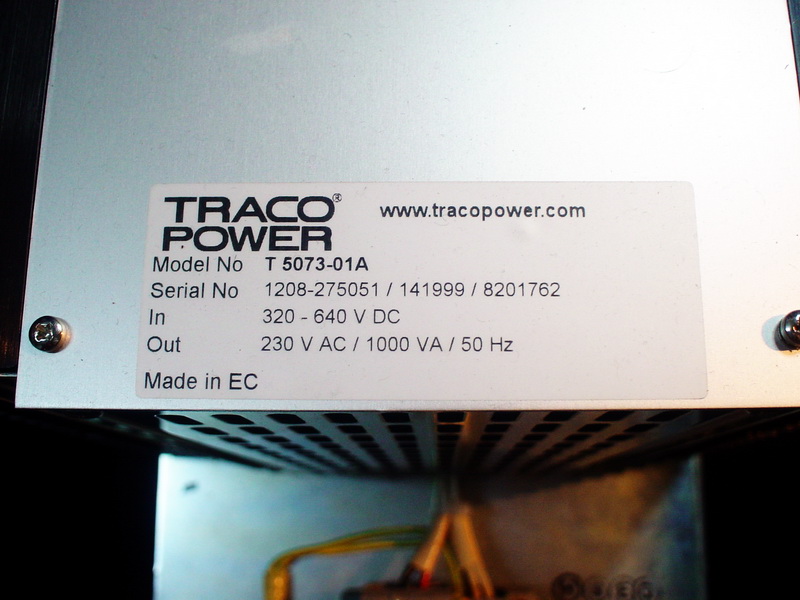 TRACO®
POWER
www.tracopower.com
Model No T 5073-01A
Serial No 1208-275051 / 141999 / 8201762
In 320 - 640 V DC
Out 230 V AC / 1000 VA / 50 Hz
Made in EC